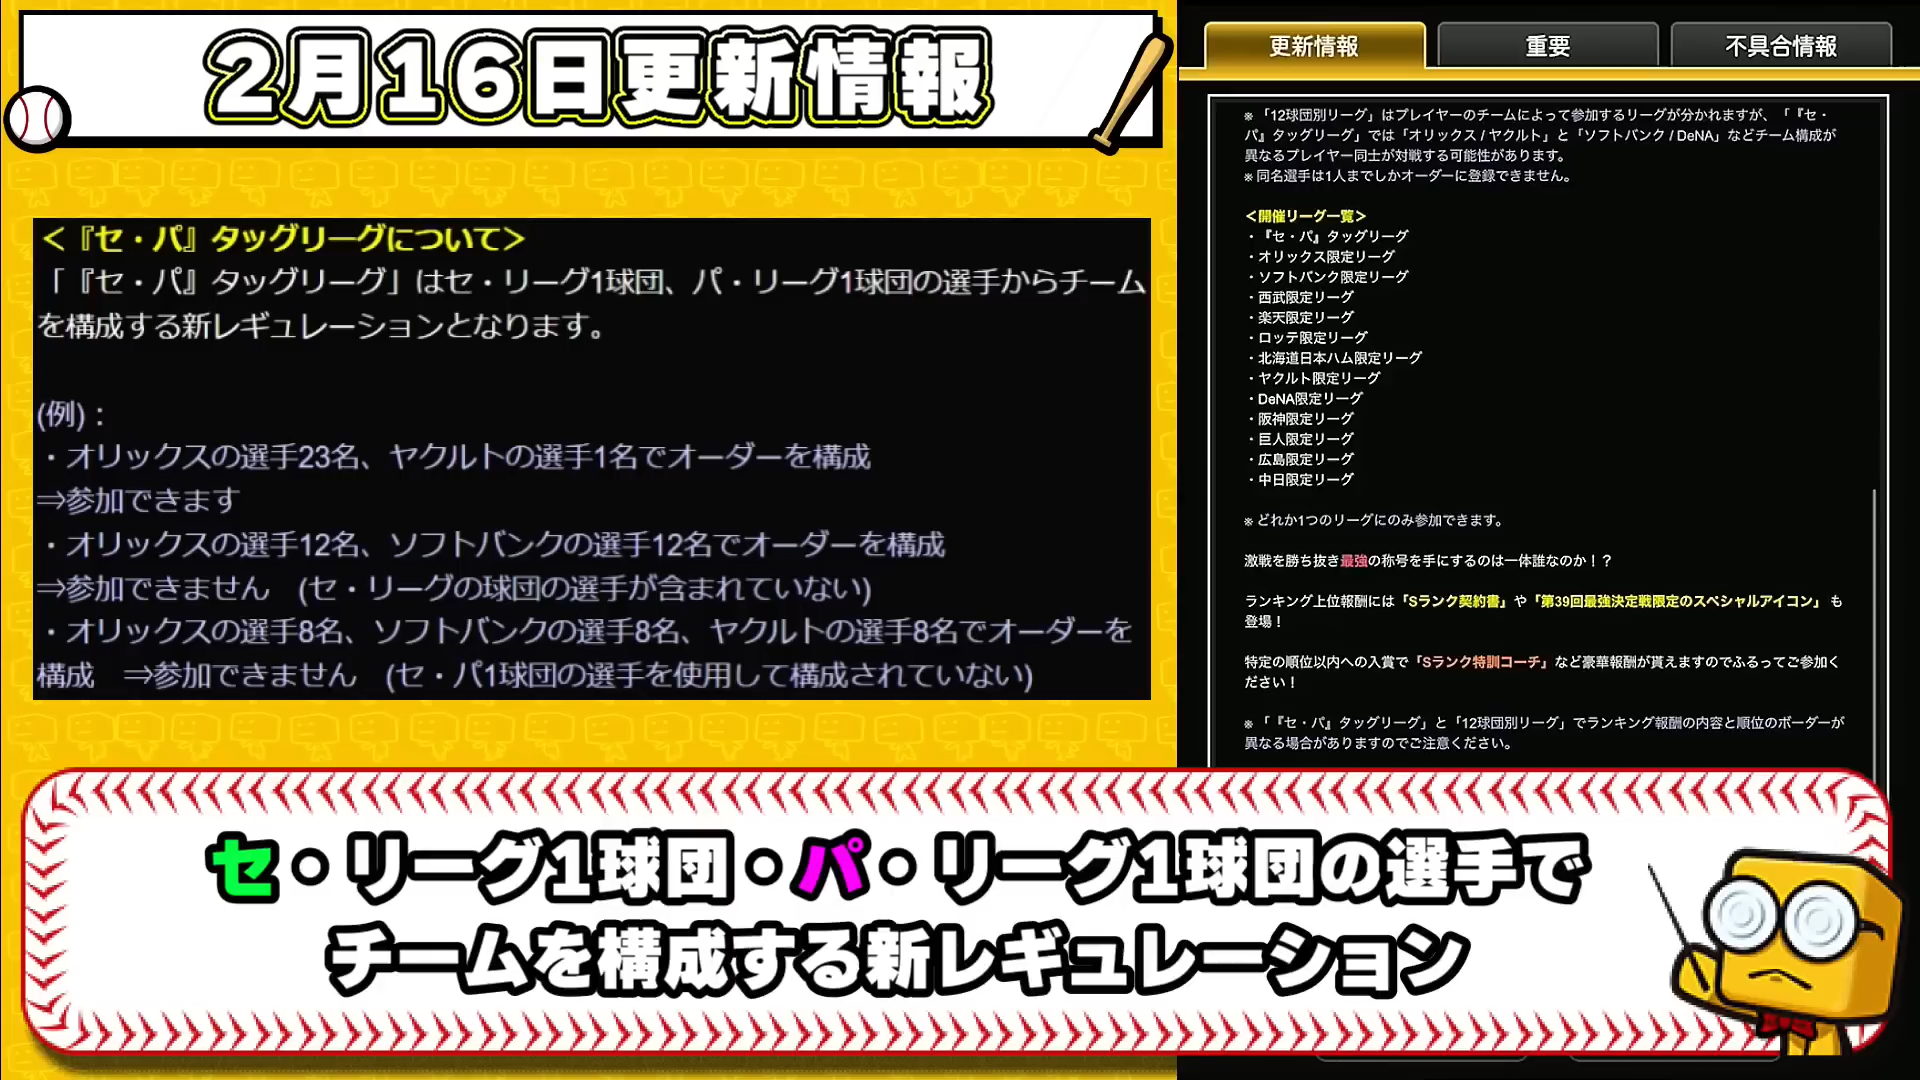 2月16日更新情報
＜『セ・パ』タッグリーグについて＞
「『セ・パ』タッグリーグ」はセ・リーグ1球団、パ・リーグ1球団の選手からチーム
を構成する新レギュレーションとなります。
(例)：
・オリックスの選手23名、ヤクルトの選手1名でオーダーを構成
⇒参加できます
・オリックスの選手12名、ソフトバンクの選手12名でオーダーを構成
⇒参加できません　(セ・リーグの球団の選手が含まれていない)
・オリックスの選手8名、ソフトバンクの選手8名、ヤクルトの選手8名でオーダーを
構成　⇒参加できません　(セ・パ1球団の選手を使用して構成されていない)
更新情報
重要
不具合情報
※「12球団別リーグ」はプレイヤーのチームによって参加するリーグが分かれますが、「『セ・
パ』タッグリーグ」では「オリックス / ヤクルト」と「ソフトバンク / DeNA」などチーム構成が
異なるプレイヤー同士が対戦する可能性があります。
※同名選手は1人までしかオーダーに登録できません。
＜開催リーグ一覧＞
・『セ・パ』タッグリーグ
・オリックス限定リーグ
・ソフトバンク限定リーグ
・西武限定リーグ
・楽天限定リーグ
・ロッテ限定リーグ
・北海道日本ハム限定リーグ
・ヤクルト限定リーグ
・DeNA限定リーグ
・阪神限定リーグ
・巨人限定リーグ
・広島限定リーグ
・中日限定リーグ
※どれか1つのリーグにのみ参加できます。
激戦を勝ち抜き最強の称号を手にするのは一体誰なのか！？
ランキング上位報酬には「Sランク契約書」や「第39回最強決定戦限定のスペシャルアイコン」も
登場！
特定の順位以内への入賞で「Sランク特訓コーチ」など豪華報酬が貰えますのでふるってご参加く
ださい！
※「『セ・パ』タッグリーグ」と「12球団別リーグ」でランキング報酬の内容と順位のボーダーが
異なる場合がありますのでご注意ください。
セ・リーグ1球団・パ・リーグ1球団の選手で
チームを構成する新レギュレーション